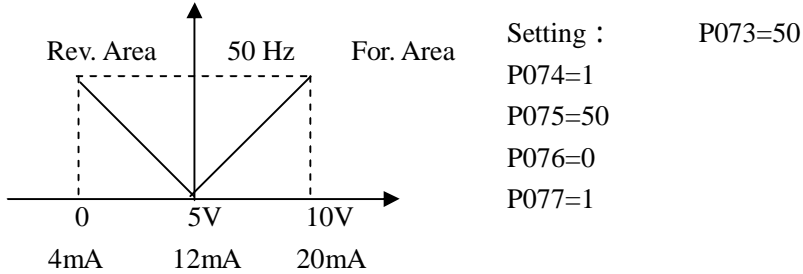 Rev. Area 50 Hz For. Area
0 5V 10V
4mA 12mA 20mA
Setting： P073=50
P074=1
P075=50
P076=0
P077=1